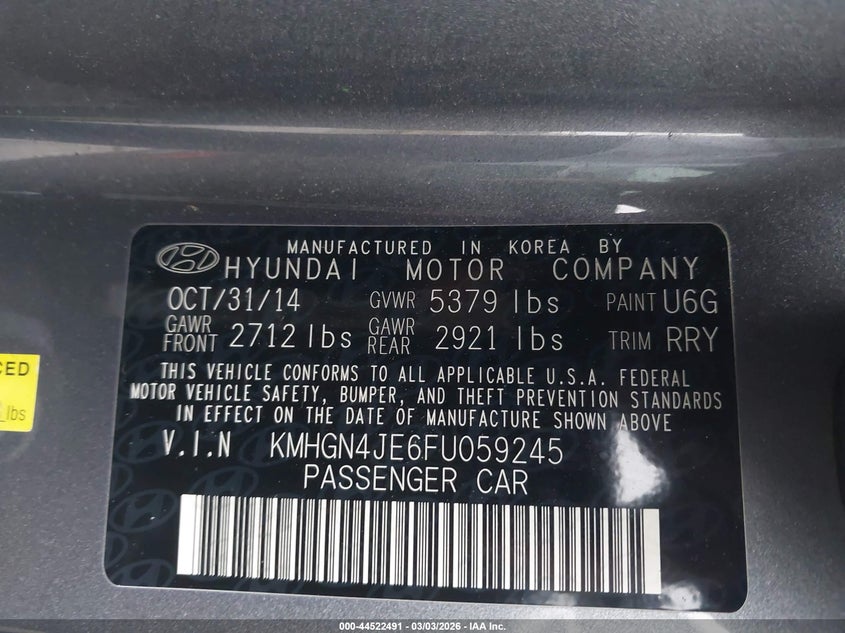 MANUFACTURED IN KOREA BY
HYUNDAI MOTOR COMPANY
OCT/31/14 GVWR 5379 lbs PAINT U6G
GAWR FRONT 2712 lbs GAWR REAR 2921 lbs TRIM RRY
THIS VEHICLE CONFORMS TO ALL APPLICABLE U.S.A. FEDERAL
MOTOR VEHICLE SAFETY, BUMPER, AND THEFT PREVENTION STANDARDS
IN EFFECT ON THE DATE OF MANUFACTURE SHOWN ABOVE.
V.I.N KMHGN4JE6FU059245
PASSENGER CAR
lbs
000-44522491 - 03/03/2026 - IAA Inc.